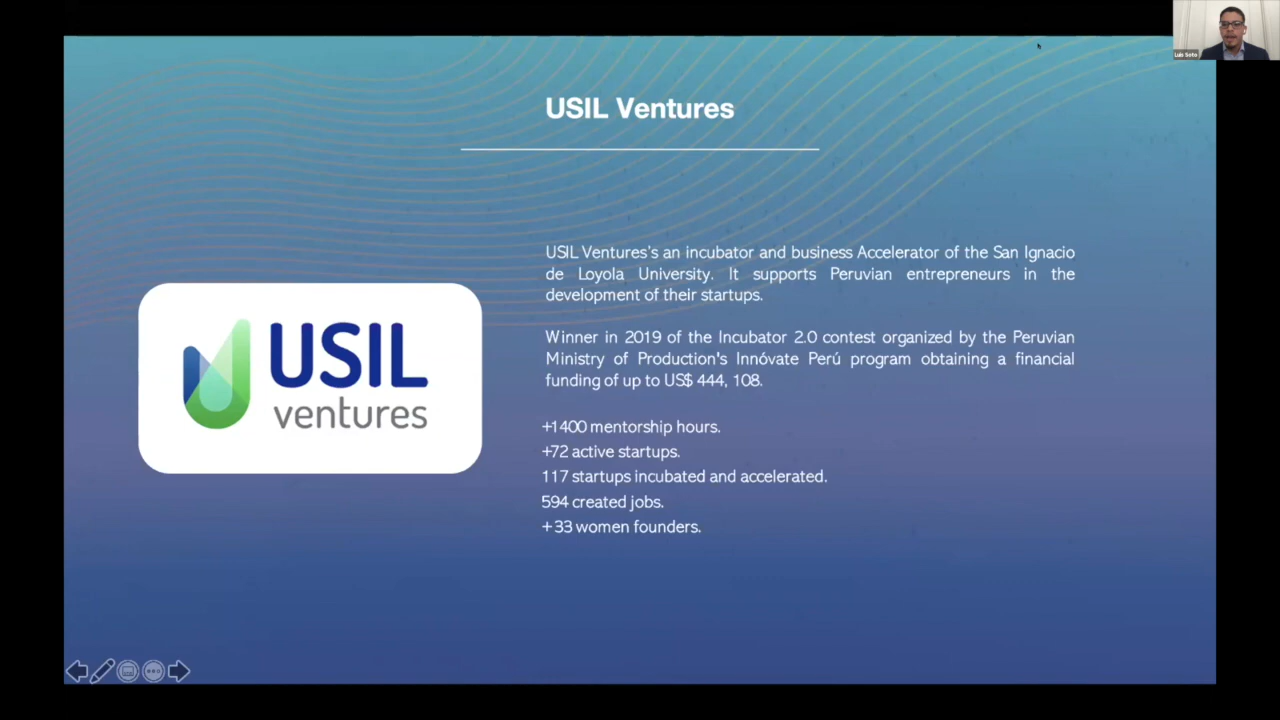 Luis Soto
USIL Ventures
USIL Ventures's an incubator and business Accelerator of the San Ignacio
de Loyola University. It supports Peruvian entrepreneurs in the
development of their startups.
Winner in 2019 of the Incubator 2.0 contest organized by the Peruvian
Ministry of Production's Innóvate Perú program obtaining a financial
funding of up to US$ 444, 108.
USIL
ventures
+1400 mentorship hours.
+72 active startups.
117 startups incubated and accelerated.
594 created jobs.
+33 women founders.